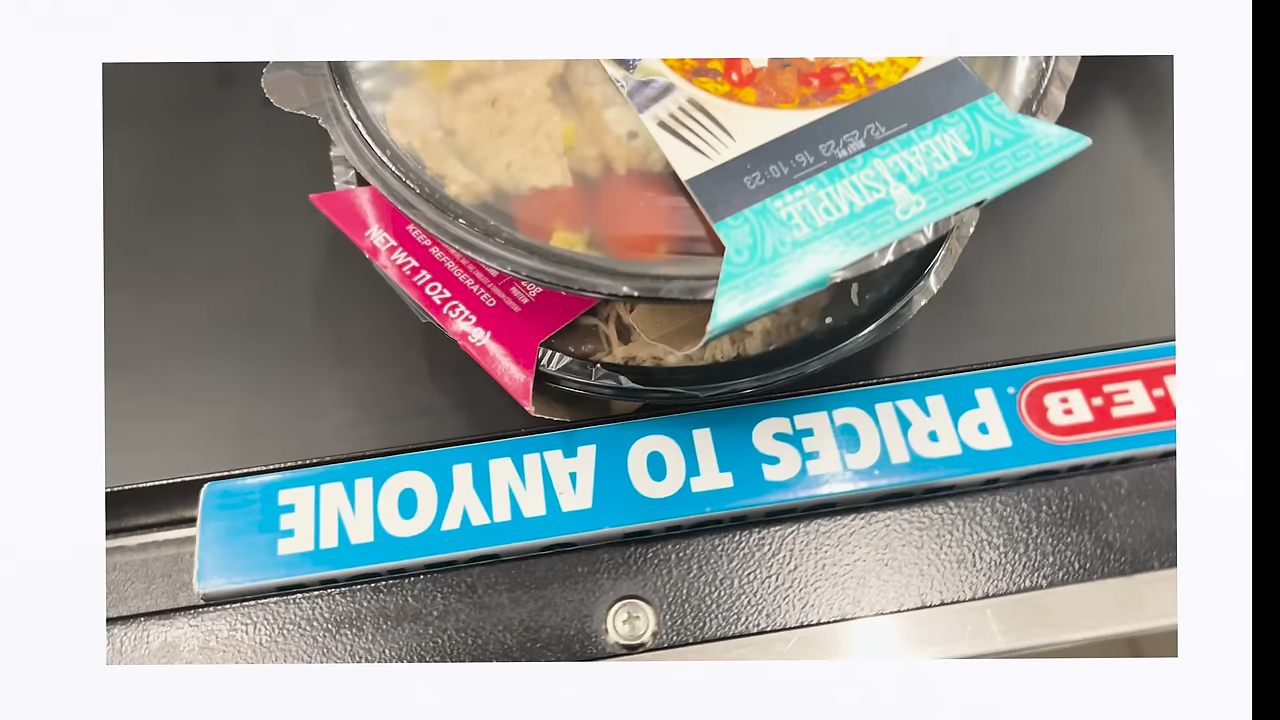 MEAL SIMPLE
12/25/23 16:10:23
KEEP REFRIGERATED
NET WT. 11 OZ (312 g)
20g
PROTEIN
H·E·B PRICES TO ANYONE